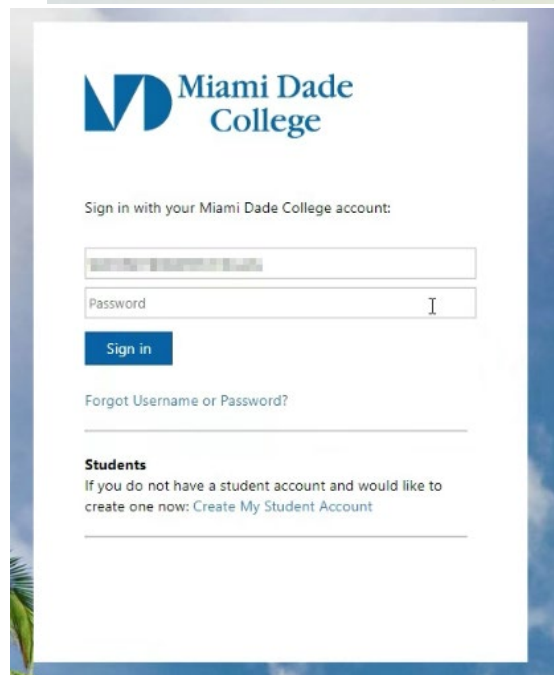 Miami Dade
College
Sign in with your Miami Dade College account:
Password
Sign in
Forgot Username or Password?
Students
If you do not have a student account and would like to
create one now: Create My Student Account